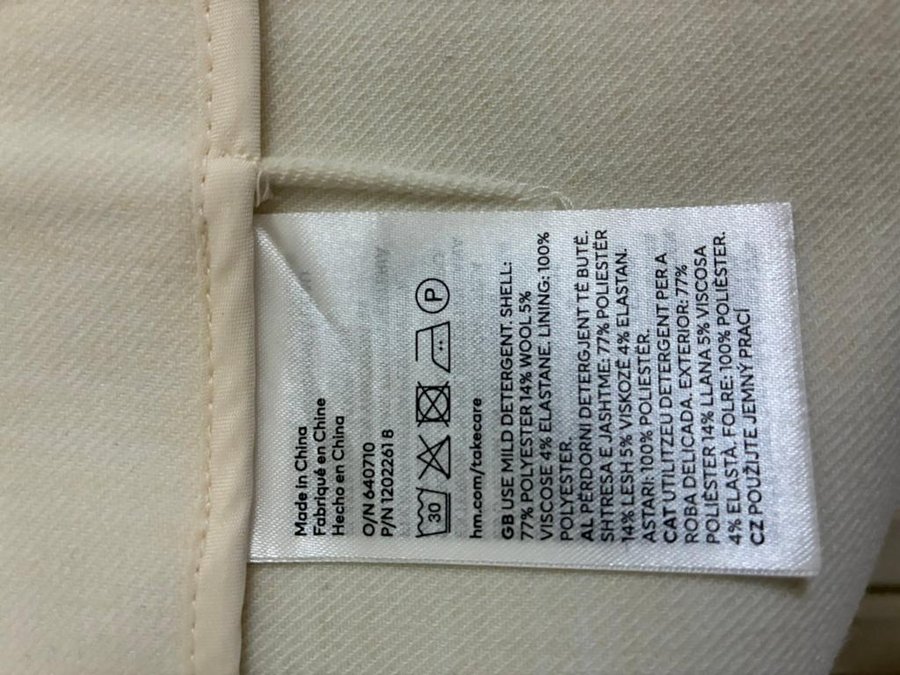 Made in China
Fabriqué en Chine
Hecho en China
O/N 640710
P/N 1202261 8
30
P
hm.com/takecare
GB USE MILD DETERGENT. SHELL:
77% POLYESTER 14% WOOL 5%
VISCOSE 4% ELASTANE. LINING: 100%
POLYESTER.
AL PËRDORNI DETERGJENT TË BUTË.
SHTRESA E JASHTME: 77% POLIESTËR
14% LESH 5% VISKOZË 4% ELASTAN.
ASTARI: 100% POLIESTËR.
CAT UTILITZEU DETERGENT PER A
ROBA DELICADA. EXTERIOR: 77%
POLIÈSTER 14% LLANA 5% VISCOSA
4% ELASTÀ. FOLRE: 100% POLIÈSTER.
CZ POUŽIJTE JEMNÝ PRACÍ